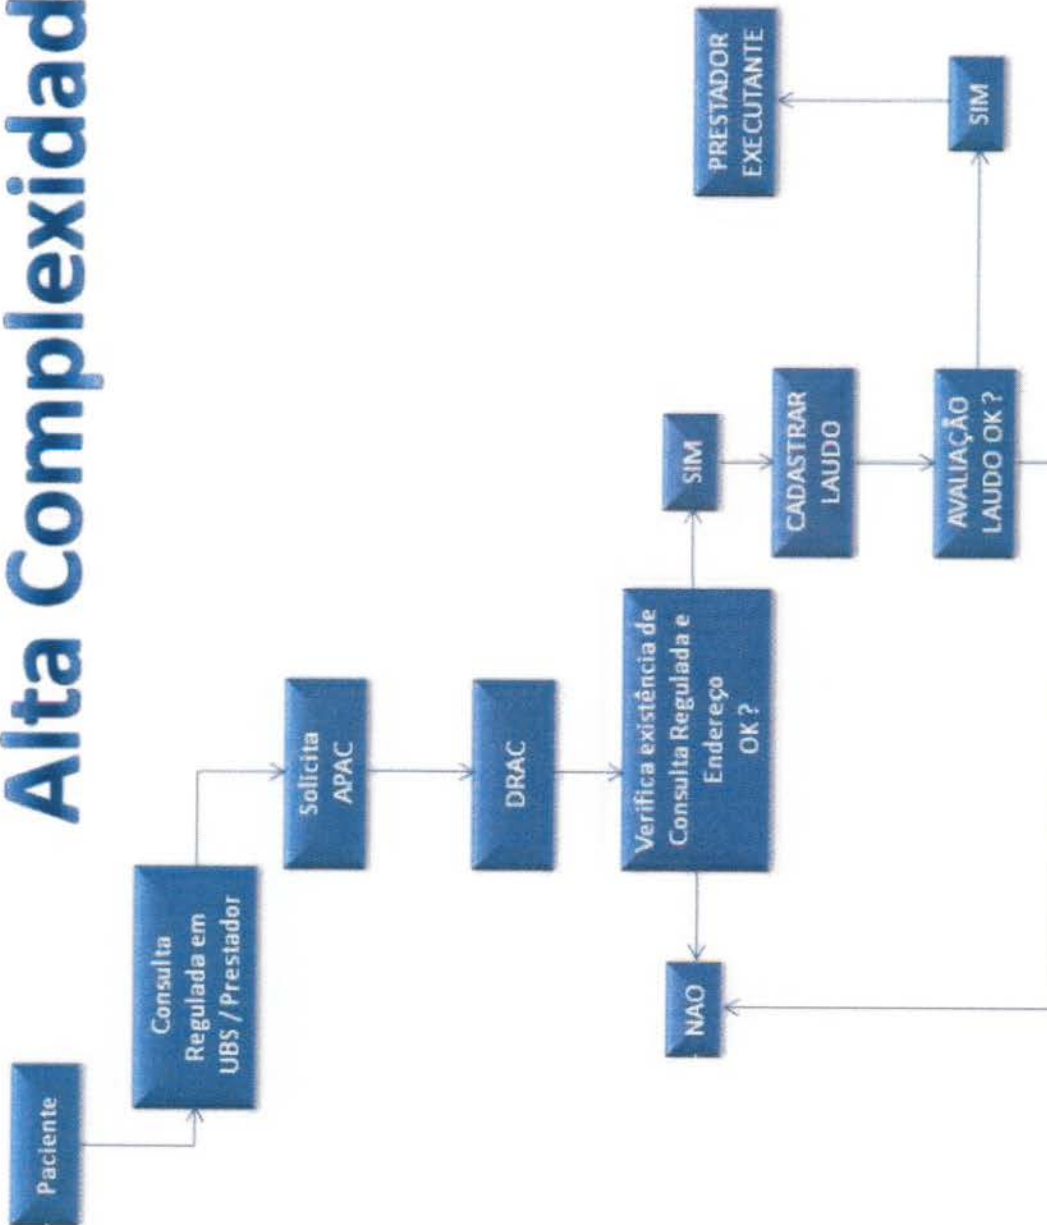 Alta Complexidad
Paciente
Consulta
Regulada em
UBS / Prestador
Solicita
APAC
DRAC
Verifica existência de
Consulta Regulada e
Endereço
OK ?
NAO
SIM
CADASTRAR
LAUDO
AVALIAÇÃO
LAUDO OK ?
SIM
PRESTADOR
EXECUTANTE